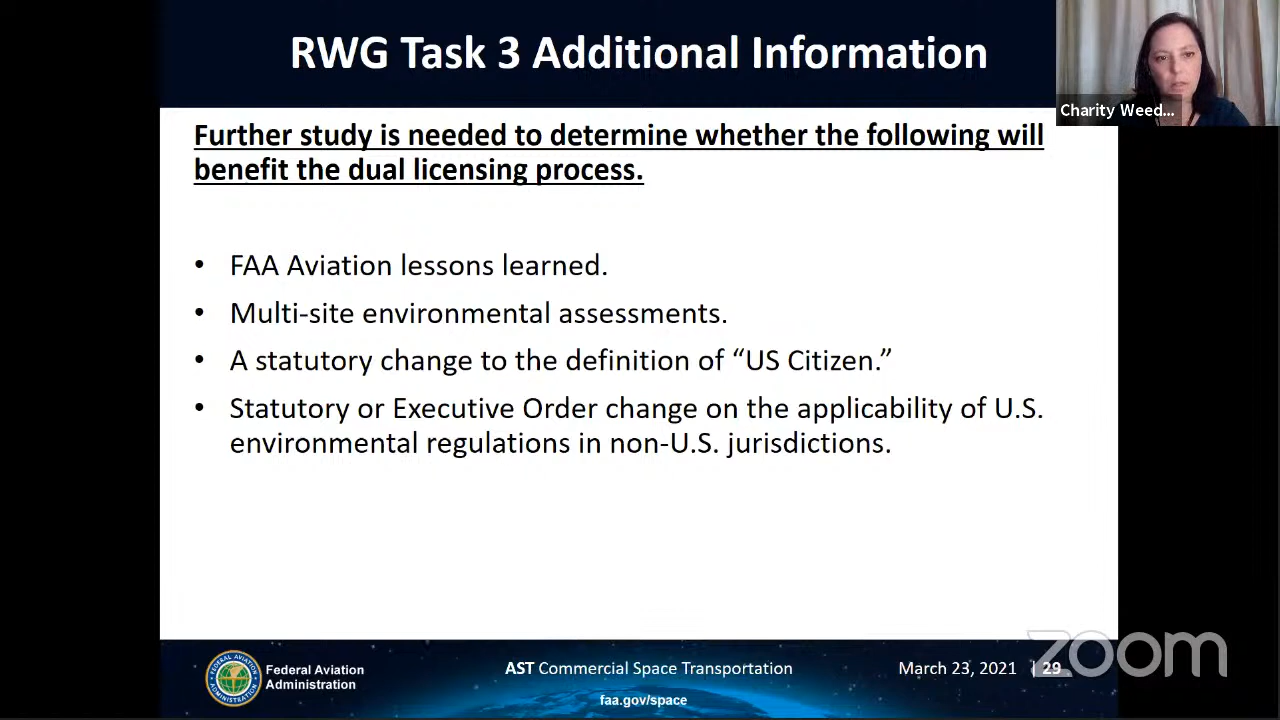 RWG Task 3 Additional Information
Charity Weed...
Further study is needed to determine whether the following will
benefit the dual licensing process.
• FAA Aviation lessons learned.
• Multi-site environmental assessments.
• A statutory change to the definition of “US Citizen.”
• Statutory or Executive Order change on the applicability of U.S.
environmental regulations in non-U.S. jurisdictions.
FEDERAL AVIATION
ADMINISTRATION
Federal Aviation
Administration
AST Commercial Space Transportation
faa.gov/space
March 23, 2021 | 29
zoom